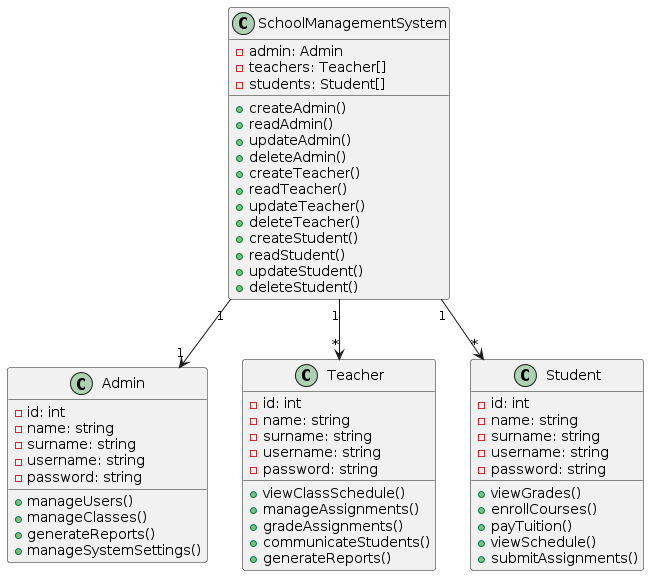 C SchoolManagementSystem
admin: Admin
teachers: Teacher[]
students: Student[]
createAdmin()
readAdmin()
updateAdmin()
deleteAdmin()
createTeacher()
readTeacher()
updateTeacher()
deleteTeacher()
createStudent()
readStudent()
updateStudent()
deleteStudent()
1 1 1
1 * *
C Admin
id: int
name: string
surname: string
username: string
password: string
manageUsers()
manageClasses()
generateReports()
manageSystemSettings()
C Teacher
id: int
name: string
surname: string
username: string
password: string
viewClassSchedule()
manageAssignments()
gradeAssignments()
communicateStudents()
generateReports()
C Student
id: int
name: string
surname: string
username: string
password: string
viewGrades()
enrollCourses()
payTuition()
viewSchedule()
submitAssignments()